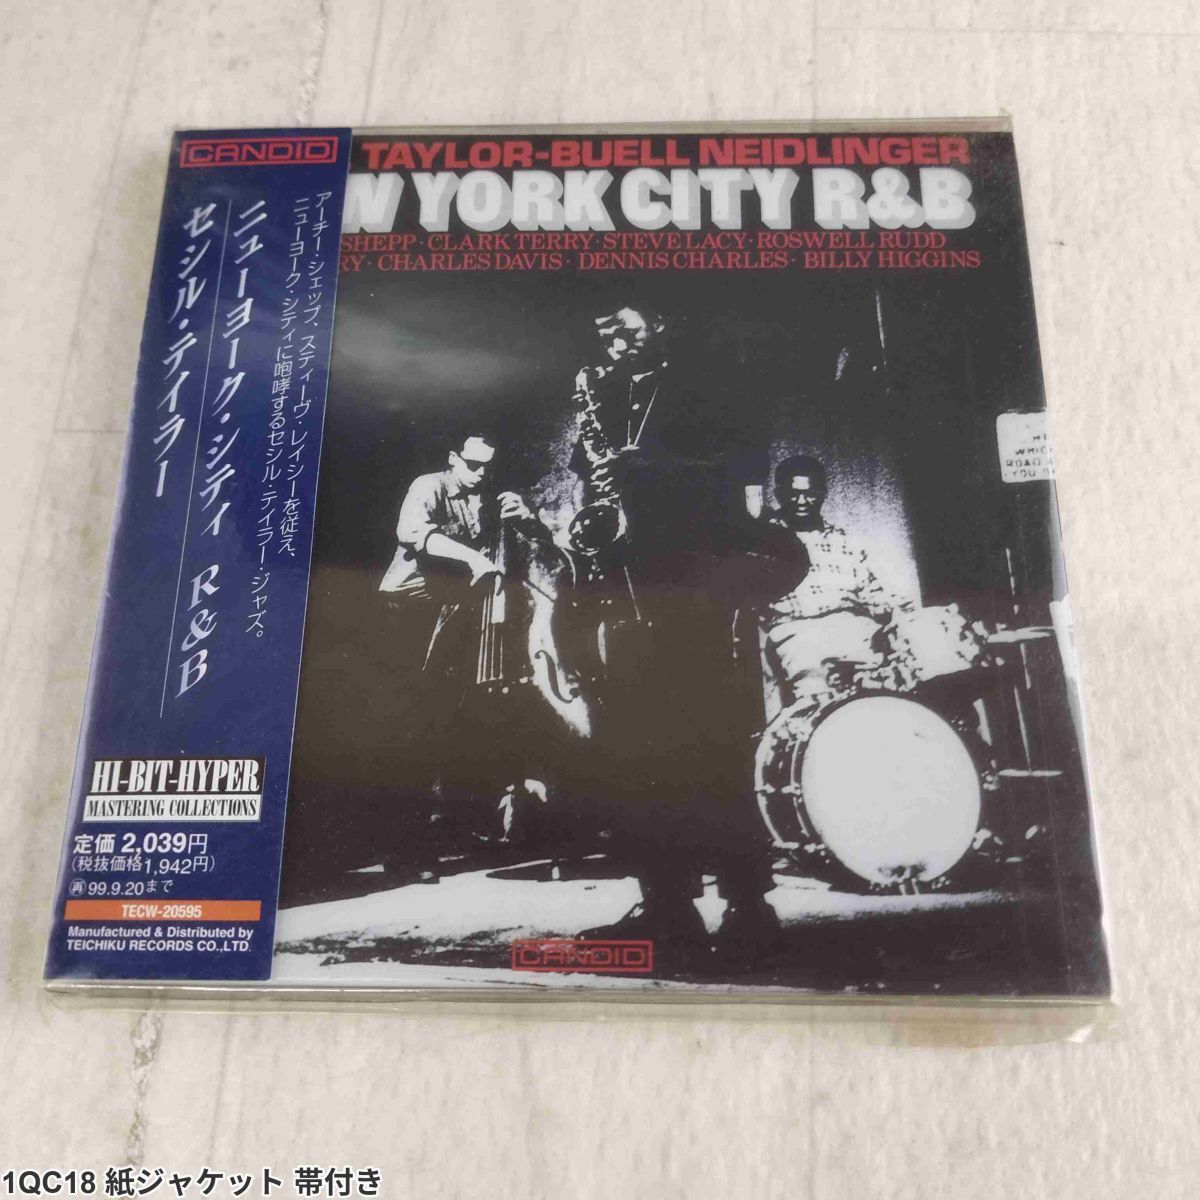 CANDID
TAYLOR-BUELL NEIDLINGER
W YORK CITY R&B
SHEPP · CLARK TERRY · STEVE LACY · ROSWELL RUDD
RY · CHARLES DAVIS · DENNIS CHARLES · BILLY HIGGINS
アーチー・シェップ、スティーヴ・レイシーを従え、
ニューヨーク・シティに咆哮するセシル・テイラー・ジャズ。
ニューヨーク・シティ R&B
セシル・テイラー
WHIC
ROAD A
YOU
HI-BIT-HYPER
MASTERING COLLECTIONS
定価 2,039円
(税抜価格1,942円)
再 99.9.20まで
TECW-20595
Manufactured & Distributed by
TEICHIKU RECORDS CO.,LTD.
CANDID
1QC18 紙ジャケット 帯付き